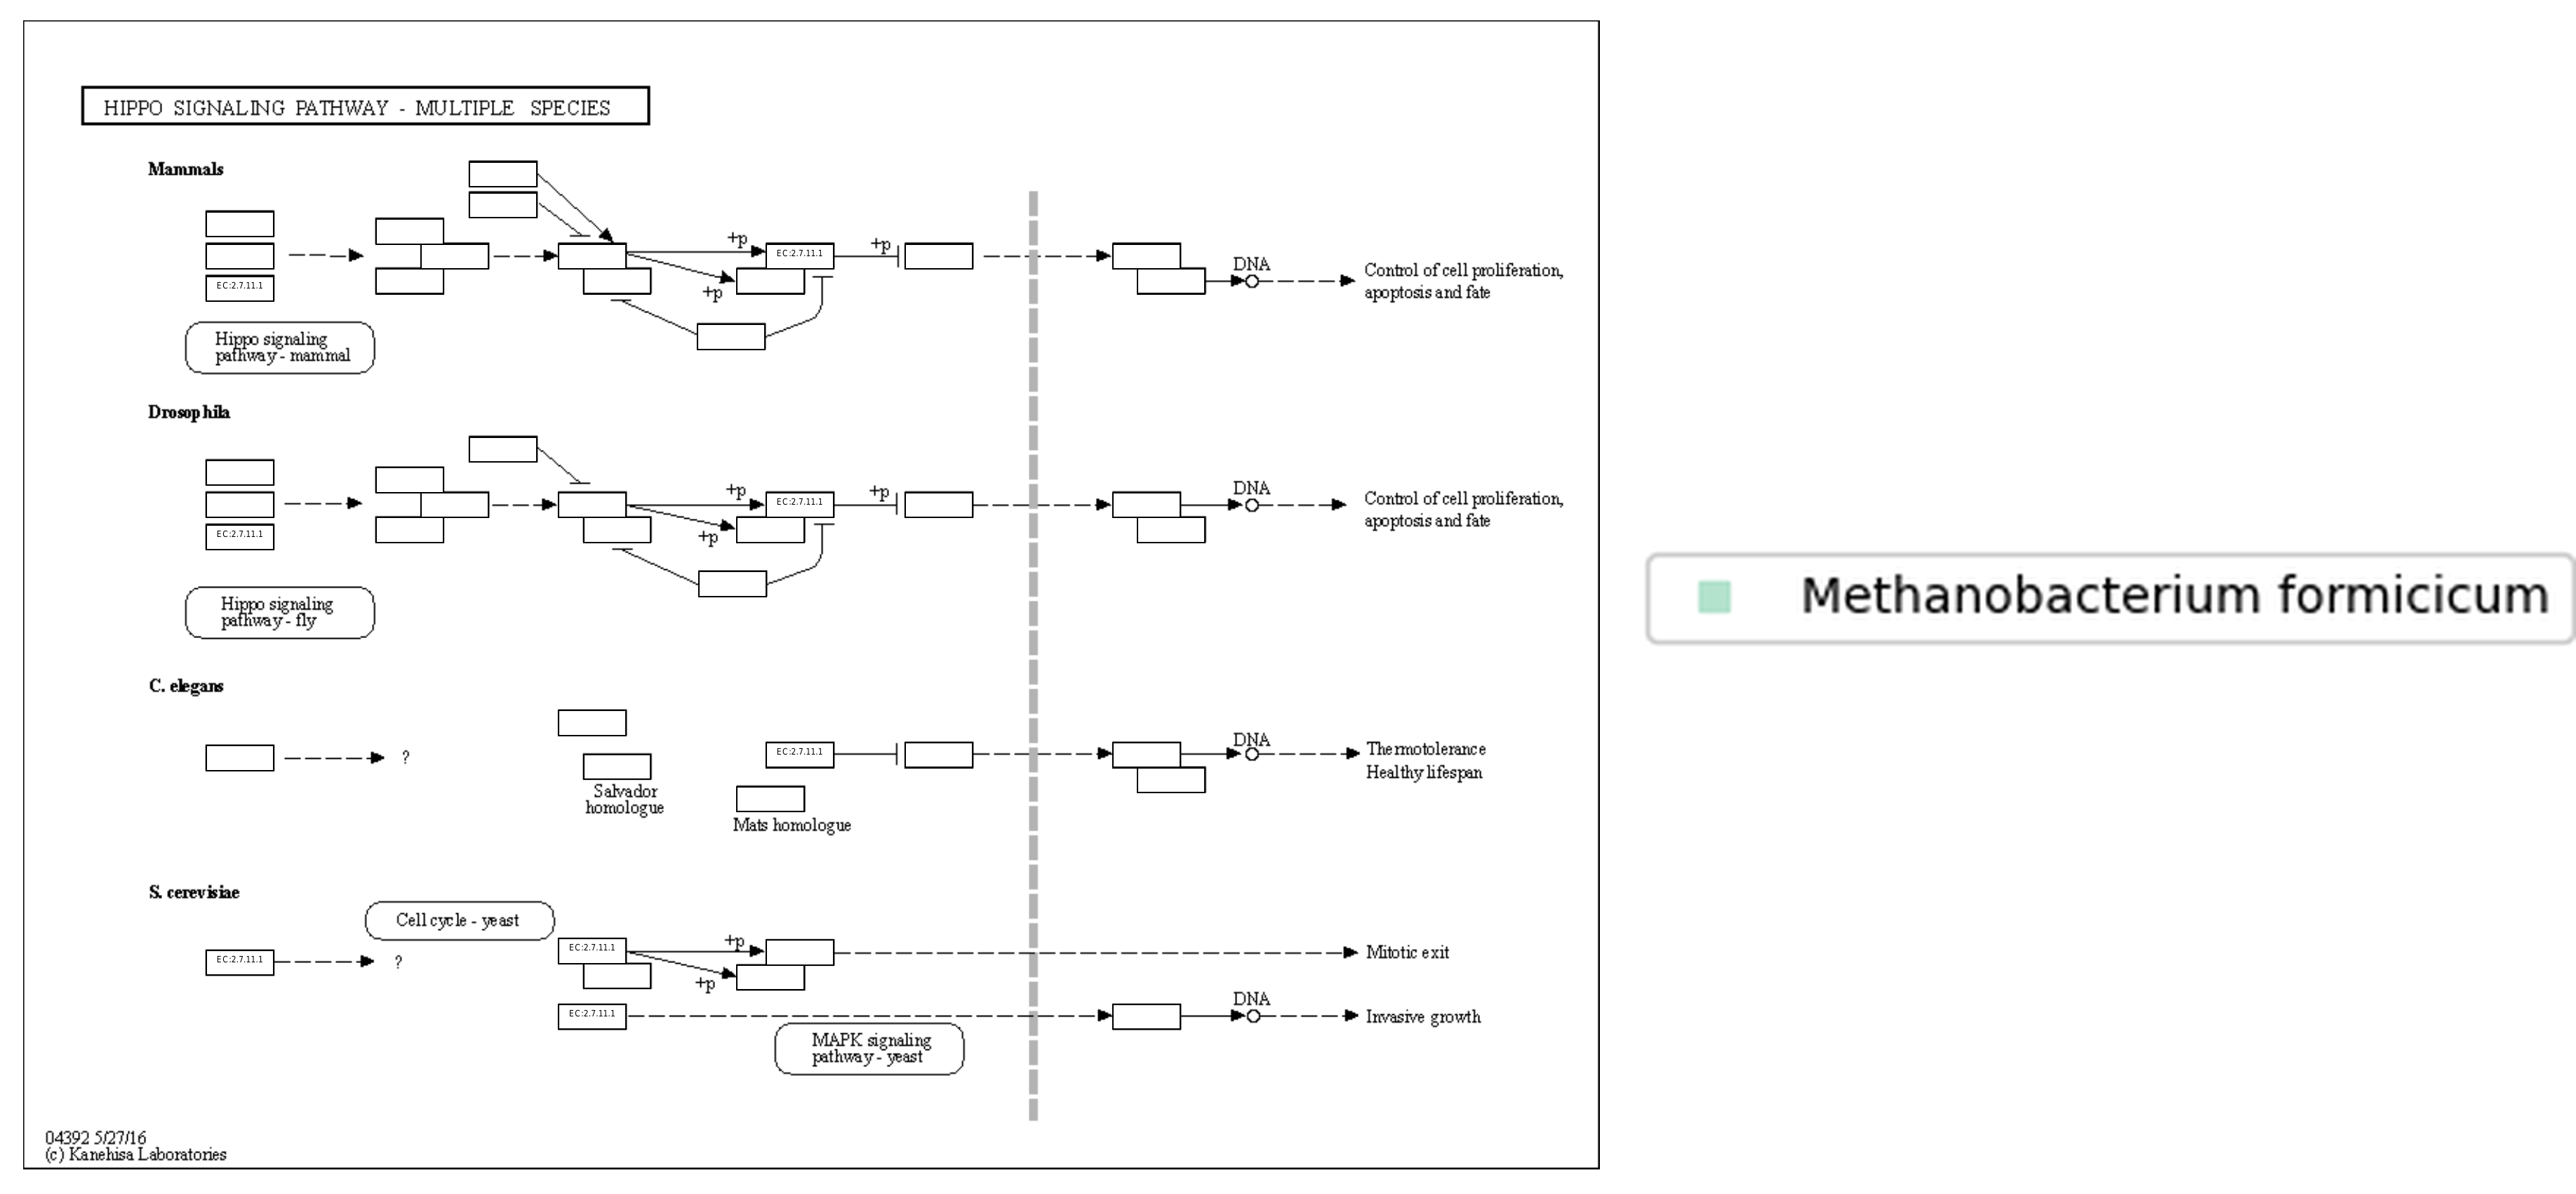 HIPPO SIGNALING PATHWAY - MULTIPLE SPECIES
Mammals
EC:2.7.11.1
+p
+p
EC:2.7.11.1
+p
DNA
Control of cell proliferation,
apoptosis and fate
Hippo signaling
pathway - mammal
Drosophila
EC:2.7.11.1
+p
+p
EC:2.7.11.1
+p
DNA
Control of cell proliferation,
apoptosis and fate
Hippo signaling
pathway - fly
Methanobacterium formicicum
C. elegans
?
Salvador
homologue
EC:2.7.11.1
Mats homologue
DNA
Thermotolerance
Healthy lifespan
S. cerevisiae
Cell cycle - yeast
EC:2.7.11.1
?
EC:2.7.11.1
+p
+p
Mitotic exit
EC:2.7.11.1
DNA
Invasive growth
MAPK signaling
pathway - yeast
04392 5/27/16
(c) Kanehisa Laboratories